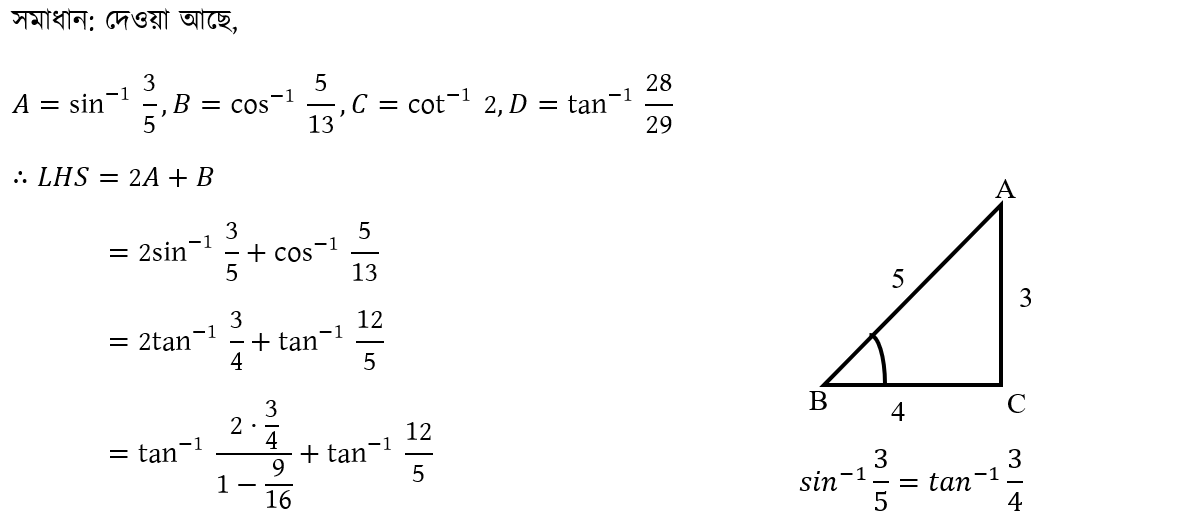 সমাধান: দেওয়া আছে,
A = sin⁻¹ 3/5, B = cos⁻¹ 5/13, C = cot⁻¹ 2, D = tan⁻¹ 28/29
∴ LHS = 2A + B
= 2sin⁻¹ 3/5 + cos⁻¹ 5/13
= 2tan⁻¹ 3/4 + tan⁻¹ 12/5
= tan⁻¹ (2 · 3/4)/(1 − 9/16) + tan⁻¹ 12/5
A
5
3
B
4
C
sin⁻¹ 3/5 = tan⁻¹ 3/4